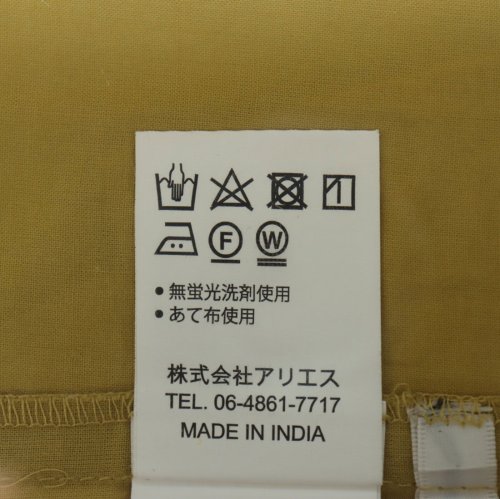 F W
● 無蛍光洗剤使用
● あて布使用
株式会社アリエス
TEL. 06-4861-7717
MADE IN INDIA